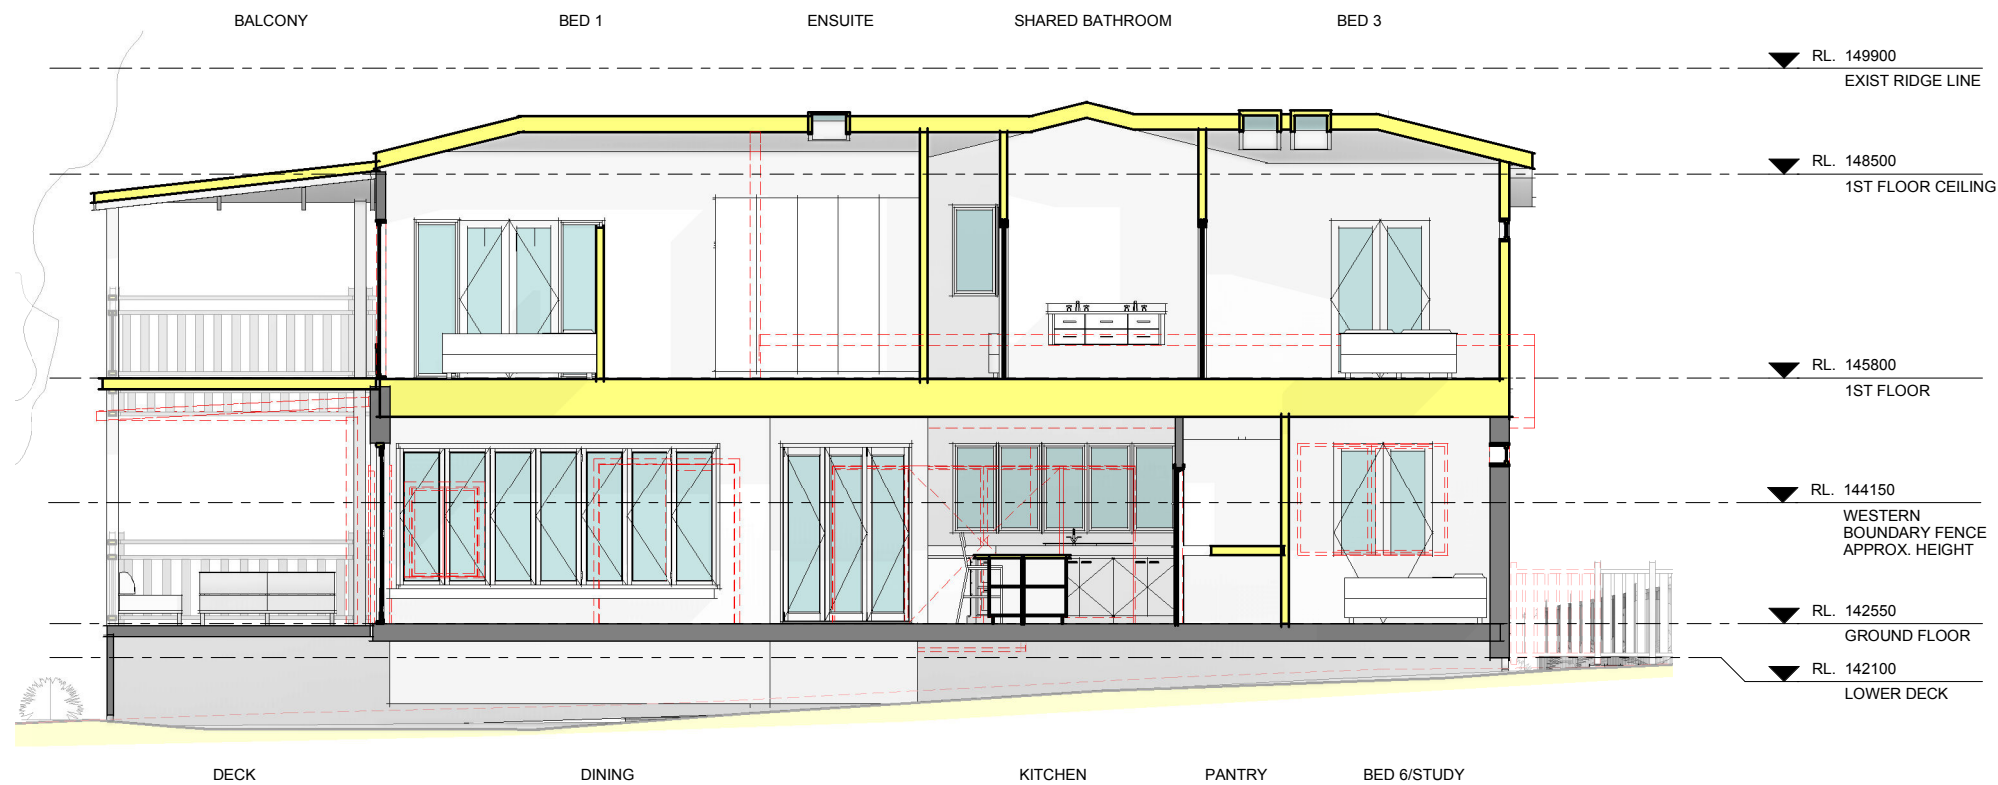 BALCONY
BED 1
ENSUITE
SHARED BATHROOM
BED 3
RL. 149900
EXIST RIDGE LINE
RL. 148500
1ST FLOOR CEILING
RL. 145800
1ST FLOOR
RL. 144150
WESTERN
BOUNDARY FENCE
APPROX. HEIGHT
RL. 142550
GROUND FLOOR
RL. 142100
LOWER DECK
DECK
DINING
KITCHEN
PANTRY
BED 6/STUDY